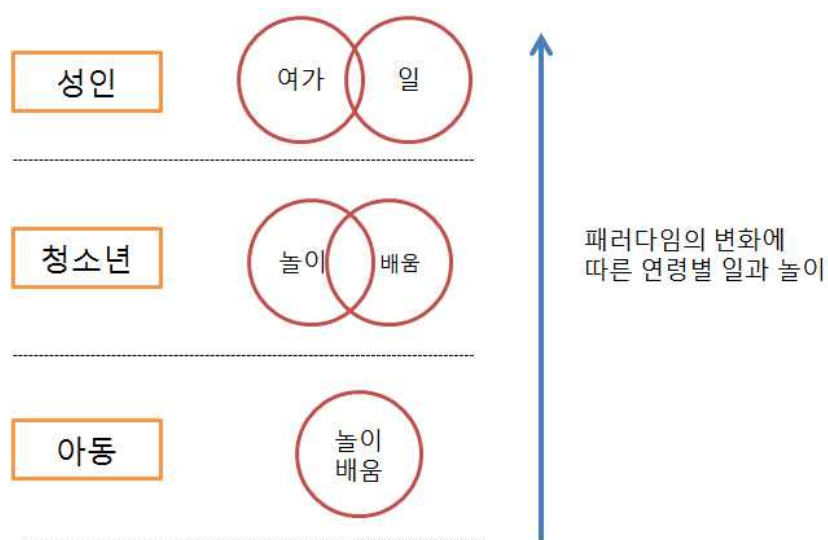 성인
여가
일
청소년
놀이
배움
패러다임의 변화에
따른 연령별 일과 놀이
아동
놀이
배움